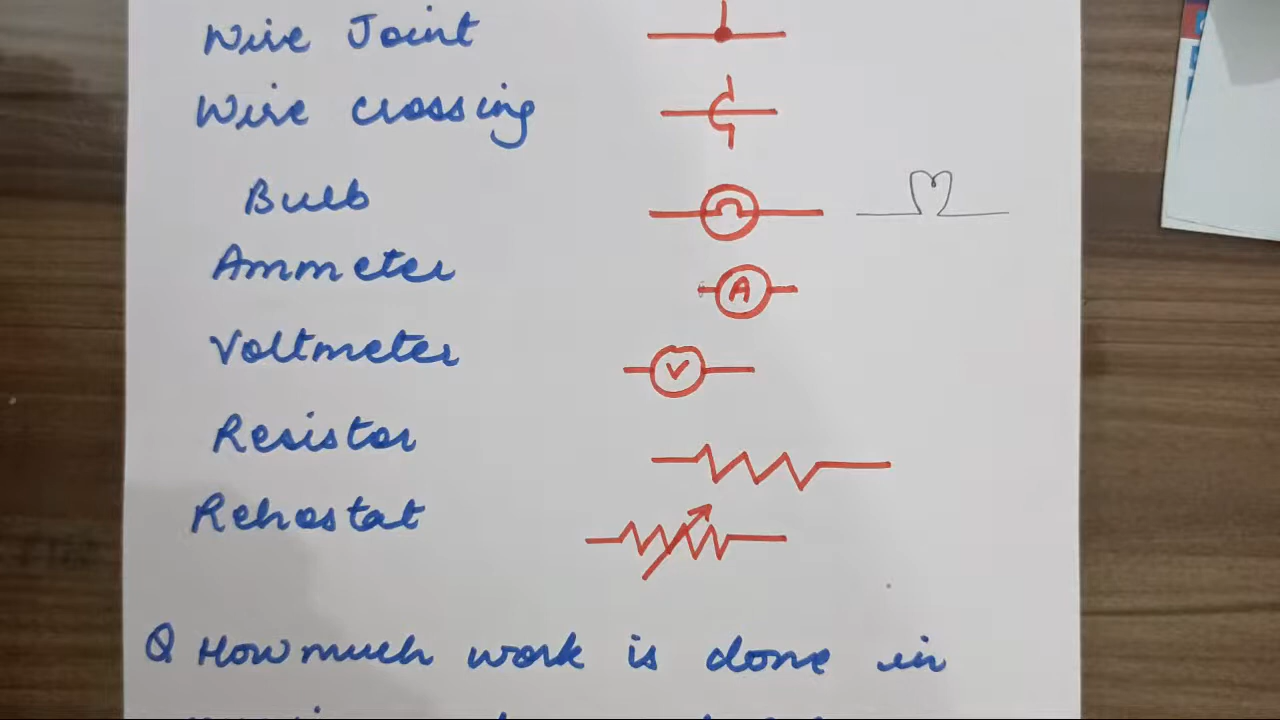 Wire Joint
Wire crossing
Bulb
Ammeter
A
Voltmeter
V
Resistor
Rehostat
Q How much work is done in